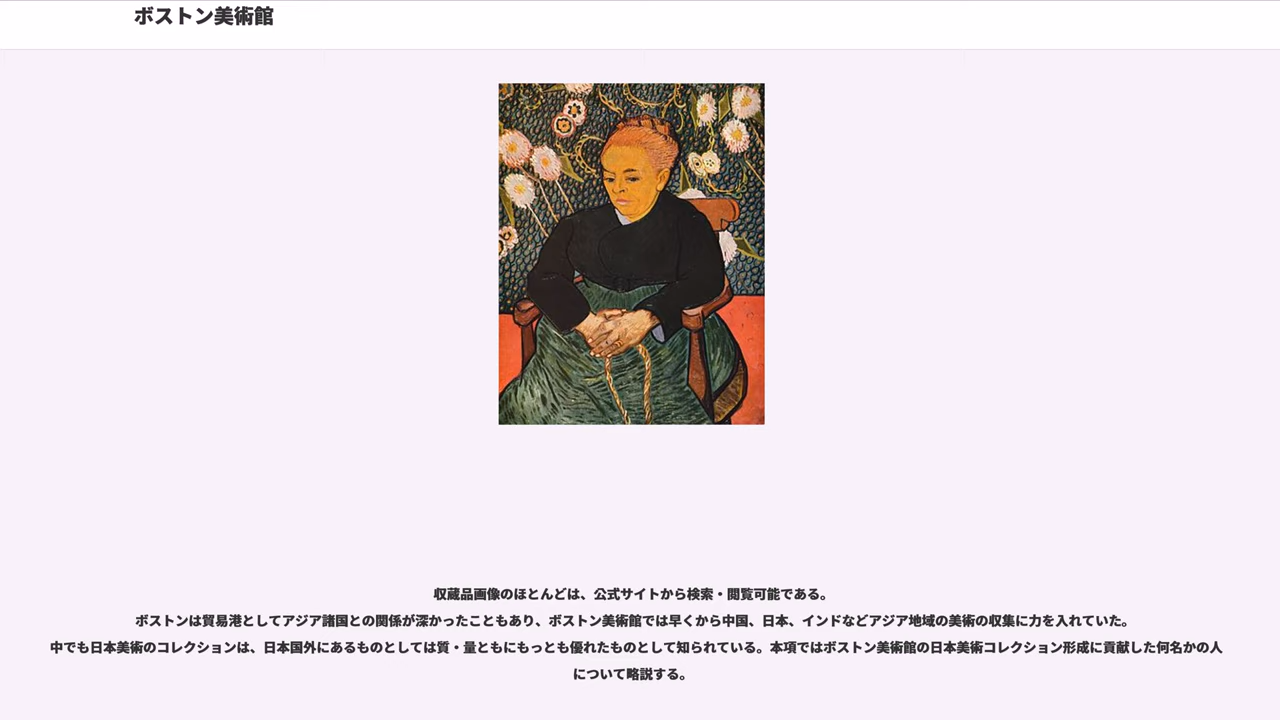 ボストン美術館
収蔵品画像のほとんどは、公式サイトから検索・閲覧可能である。
ボストンは貿易港としてアジア諸国との関係が深かったこともあり、ボストン美術館では早くから中国、日本、インドなどアジア地域の美術の収集に力を入れていた。
中でも日本美術のコレクションは、日本国外にあるものとしては質・量ともにもっとも優れたものとして知られている。本項ではボストン美術館の日本美術コレクション形成に貢献した何名かの人
について略説する。